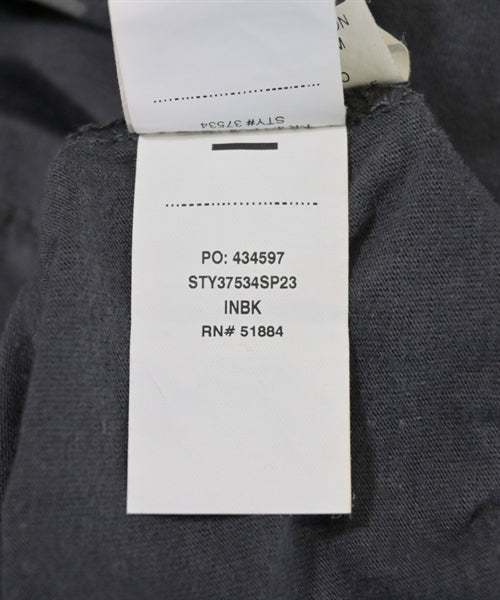 STY# 37534
PO: 434597
STY37534SP23
INBK
RN# 51884